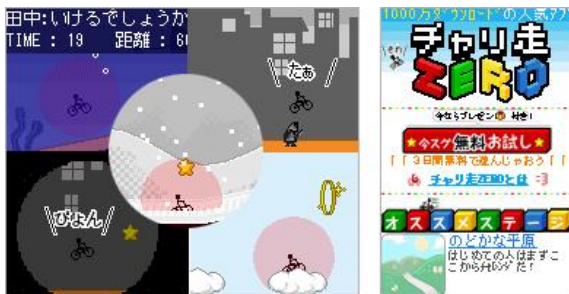 田中:いけるでしょうか
TIME : 19 距離 : 6
たぁ
ぴょん
1000万ダウンロードの人気アプ
チャリ走
ZERO
今ならプレゼント付き!
★今スグ無料お試し★
「「3日間無料で遊んじゃおう「「
チャリ走ZEROとは
オススメステージ
のどかな平原
はじめての人はまずこ
こからチャレンジだ!